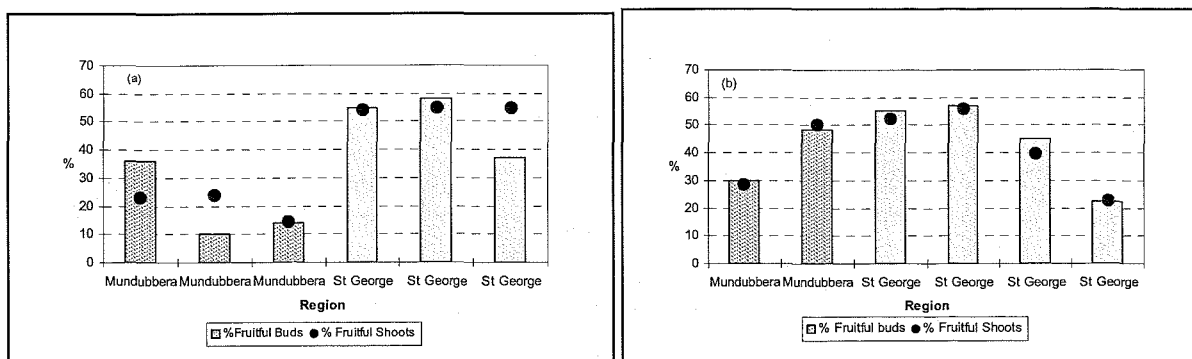 (a)
70
60
50
40
30
20
10
0
%
Mundubbera Mundubbera Mundubbera St George St George St George
Region
%Fruitful Buds % Fruitful Shoots
(b)
70
60
50
40
30
20
10
0
%
Mundubbera Mundubbera St George St George St George St George
Region
% Fruitful buds % Fruitful Shoots